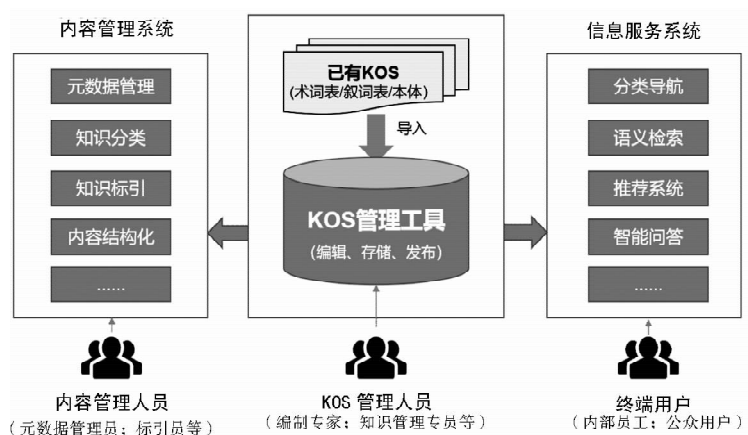 内容管理系统
元数据管理
知识分类
知识标引
内容结构化
......
内容管理人员
(元数据管理员; 标引员等)
已有KOS
(术词表/叙词表/本体)
导入
KOS管理工具
(编辑、存储、发布)
KOS 管理人员
(编制专家; 知识管理专员等)
信息服务系统
分类导航
语义检索
推荐系统
智能问答
......
终端用户
(内部员工; 公众用户)